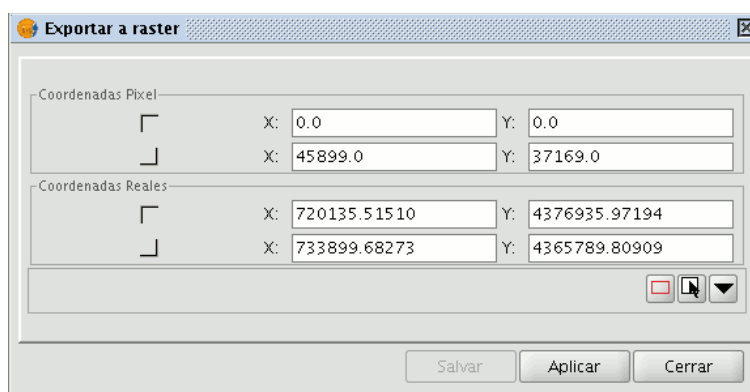 Exportar a raster
Coordenadas Pixel
X: 0.0 Y: 0.0
X: 45899.0 Y: 37169.0
Coordenadas Reales
X: 720135.51510 Y: 4376935.97194
X: 733899.68273 Y: 4365789.80909
Salvar Aplicar Cerrar